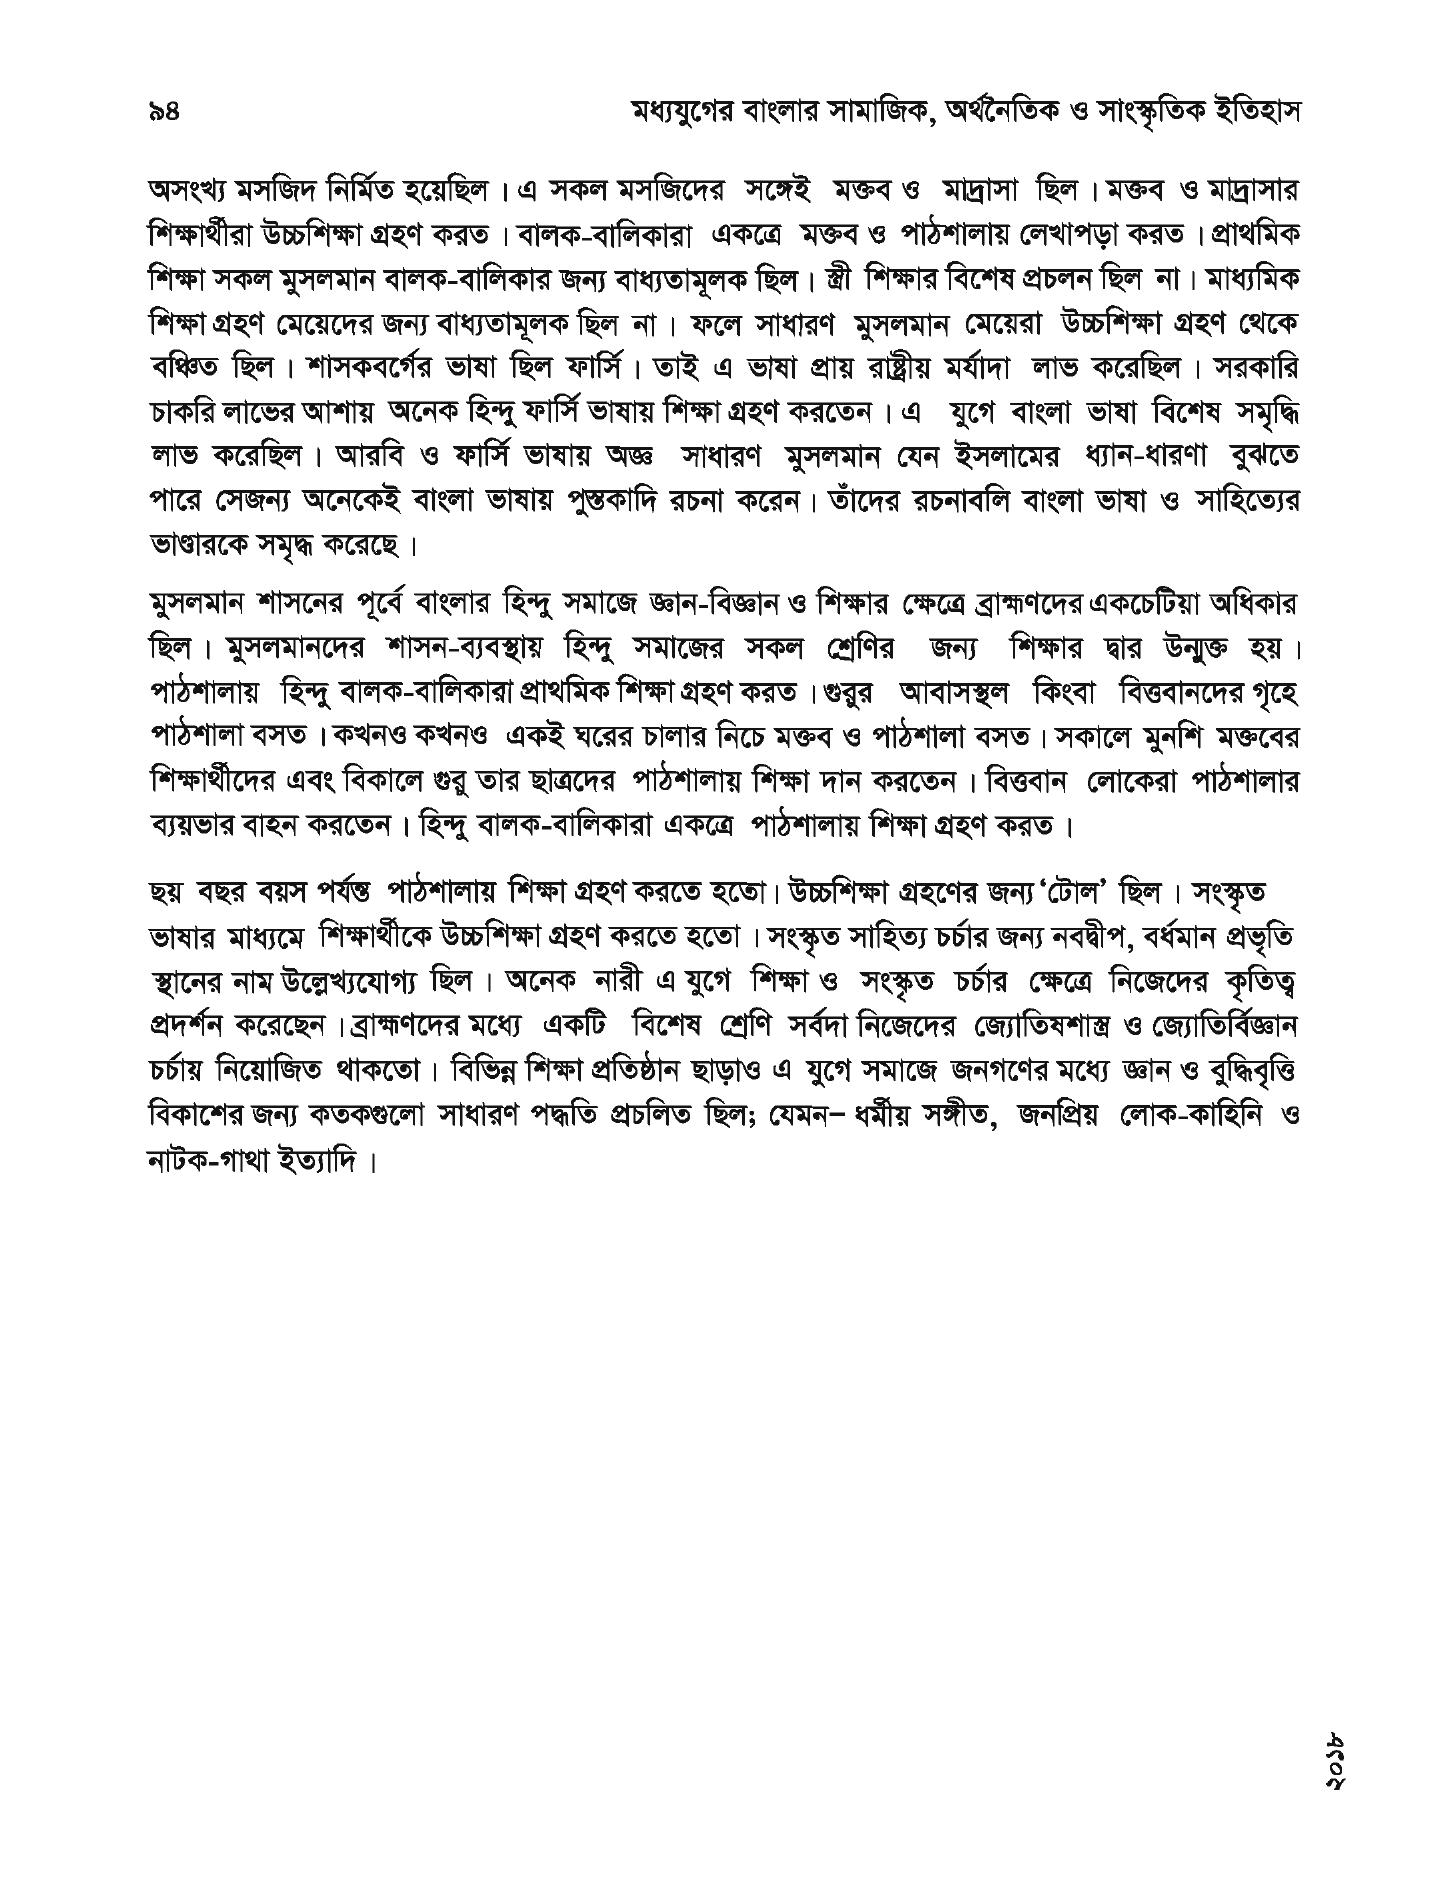 ৯৪ মধ্যযুগের বাংলার সামাজিক, অর্থনৈতিক ও সাংস্কৃতিক ইতিহাস
অসংখ্য মসজিদ নির্মিত হয়েছিল। এ সকল মসজিদের সঙ্গেই মক্তব ও মাদ্রাসা ছিল। মক্তব ও মাদ্রাসার
শিক্ষার্থীরা উচ্চশিক্ষা গ্রহণ করত। বালক-বালিকারা একত্রে মক্তব ও পাঠশালায় লেখাপড়া করত। প্রাথমিক
শিক্ষা সকল মুসলমান বালক-বালিকার জন্য বাধ্যতামূলক ছিল। স্ত্রী শিক্ষার বিশেষ প্রচলন ছিল না। মাধ্যমিক
শিক্ষা গ্রহণ মেয়েদের জন্য বাধ্যতামূলক ছিল না। ফলে সাধারণ মুসলমান মেয়েরা উচ্চশিক্ষা গ্রহণ থেকে
বঞ্চিত ছিল। শাসকবর্গের ভাষা ছিল ফার্সি। তাই এ ভাষা প্রায় রাষ্ট্রীয় মর্যাদা লাভ করেছিল। সরকারি
চাকরি লাভের আশায় অনেক হিন্দু ফার্সি ভাষায় শিক্ষা গ্রহণ করতেন। এ যুগে বাংলা ভাষা বিশেষ সমৃদ্ধি
লাভ করেছিল। আরবি ও ফার্সি ভাষায় অজ্ঞ সাধারণ মুসলমান যেন ইসলামের ধ্যান-ধারণা বুঝতে
পারে সেজন্য অনেকেই বাংলা ভাষায় পুস্তকাদি রচনা করেন। তাঁদের রচনাবলি বাংলা ভাষা ও সাহিত্যের
ভাণ্ডারকে সমৃদ্ধ করেছে।
মুসলমান শাসনের পূর্বে বাংলার হিন্দু সমাজে জ্ঞান-বিজ্ঞান ও শিক্ষার ক্ষেত্রে ব্রাহ্মণদের একচেটিয়া অধিকার
ছিল। মুসলমানদের শাসন-ব্যবস্থায় হিন্দু সমাজের সকল শ্রেণির জন্য শিক্ষার দ্বার উন্মুক্ত হয়।
পাঠশালায় হিন্দু বালক-বালিকারা প্রাথমিক শিক্ষা গ্রহণ করত। গুরুর আবাসস্থল কিংবা বিত্তবানদের গৃহে
পাঠশালা বসত। কখনও কখনও একই ঘরের চালার নিচে মক্তব ও পাঠশালা বসত। সকালে মুনশি মক্তবের
শিক্ষার্থীদের এবং বিকালে গুরু তার ছাত্রদের পাঠশালায় শিক্ষা দান করতেন। বিত্তবান লোকেরা পাঠশালার
ব্যয়ভার বাহন করতেন। হিন্দু বালক-বালিকারা একত্রে পাঠশালায় শিক্ষা গ্রহণ করত।
ছয় বছর বয়স পর্যন্ত পাঠশালায় শিক্ষা গ্রহণ করতে হতো। উচ্চশিক্ষা গ্রহণের জন্য ‘টোল’ ছিল। সংস্কৃত
ভাষার মাধ্যমে শিক্ষার্থীকে উচ্চশিক্ষা গ্রহণ করতে হতো। সংস্কৃত সাহিত্য চর্চার জন্য নবদ্বীপ, বর্ধমান প্রভৃতি
স্থানের নাম উল্লেখ্যযোগ্য ছিল। অনেক নারী এ যুগে শিক্ষা ও সংস্কৃত চর্চার ক্ষেত্রে নিজেদের কৃতিত্ব
প্রদর্শন করেছেন। ব্রাহ্মণদের মধ্যে একটি বিশেষ শ্রেণি সর্বদা নিজেদের জ্যোতিষশাস্ত্র ও জ্যোতির্বিজ্ঞান
চর্চায় নিয়োজিত থাকতো। বিভিন্ন শিক্ষা প্রতিষ্ঠান ছাড়াও এ যুগে সমাজে জনগণের মধ্যে জ্ঞান ও বুদ্ধিবৃত্তি
বিকাশের জন্য কতকগুলো সাধারণ পদ্ধতি প্রচলিত ছিল; যেমন– ধর্মীয় সঙ্গীত, জনপ্রিয় লোক-কাহিনি ও
নাটক-গাথা ইত্যাদি।
২০১৮